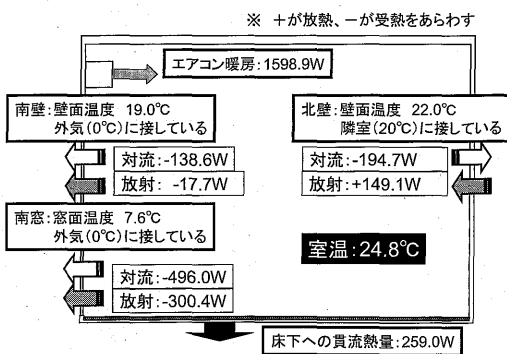 ※ +が放熱、−が受熱をあらわす
エアコン暖房:1598.9W
南壁:壁面温度 19.0℃
外気(0℃)に接している
対流:-138.6W
放射: -17.7W
北壁:壁面温度 22.0℃
隣室(20℃)に接している
対流:-194.7W
放射:+149.1W
南窓:窓面温度 7.6℃
外気(0℃)に接している
対流:-496.0W
放射:-300.4W
室温:24.8℃
床下への貫流熱量:259.0W